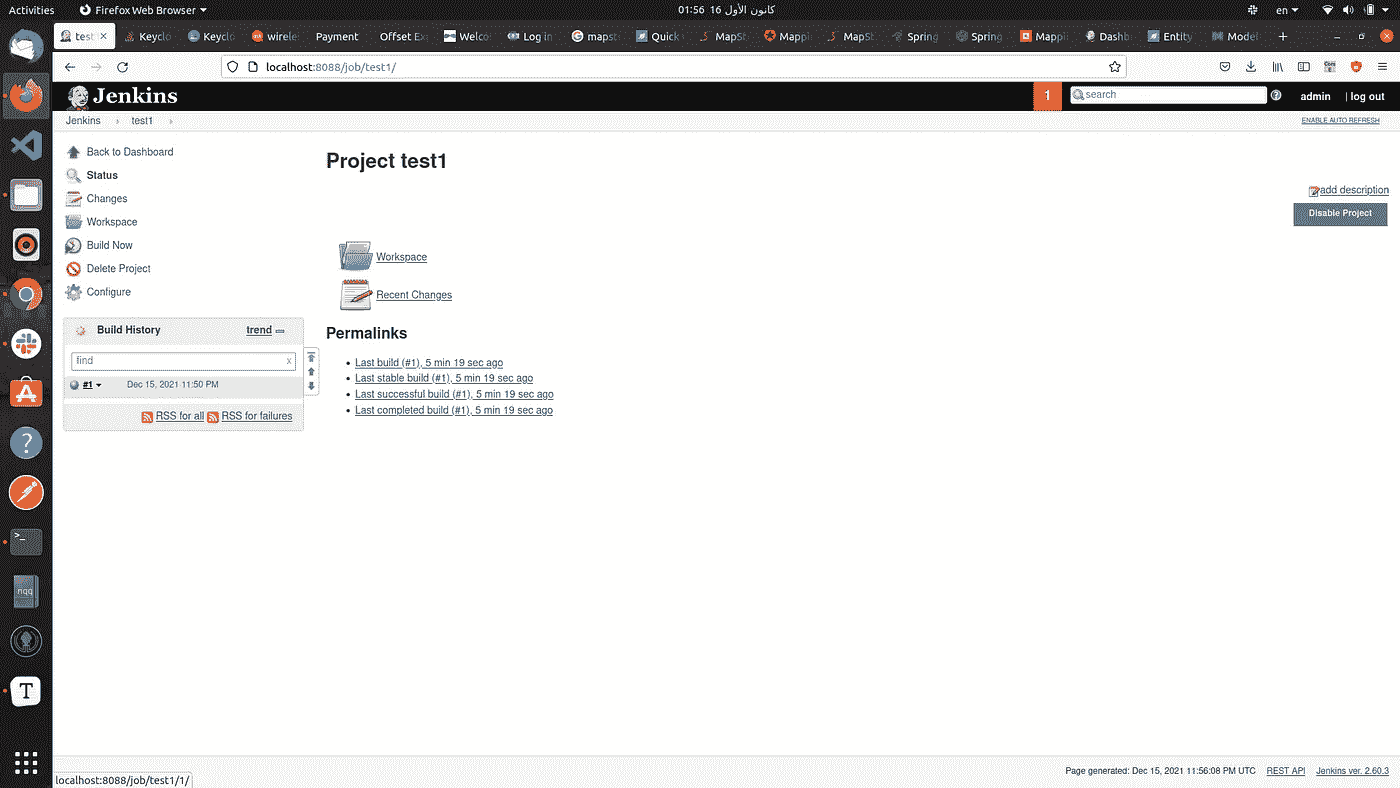 Activities Firefox Web Browser 01:56 16 كانون الأول en
test Keyclo Keyclo wirele Payment Offset Ex Welco Log in mapst Quick MapSt Mappi MapSt Spring Spring Mappi Dashb Entity Model
localhost:8088/job/test1/
Jenkins 1 search admin | log out
Jenkins › test1 › ENABLE AUTO REFRESH
Back to Dashboard
Status
Changes
Workspace
Build Now
Delete Project
Configure
Build History trend
find x
#1 Dec 15, 2021 11:50 PM
RSS for all RSS for failures
Project test1
add description
Disable Project
Workspace
Recent Changes
Permalinks
• Last build (#1), 5 min 19 sec ago
• Last stable build (#1), 5 min 19 sec ago
• Last successful build (#1), 5 min 19 sec ago
• Last completed build (#1), 5 min 19 sec ago
nqq
T
Page generated: Dec 15, 2021 11:56:08 PM UTC REST API Jenkins ver. 2.60.3
localhost:8088/job/test1/1/